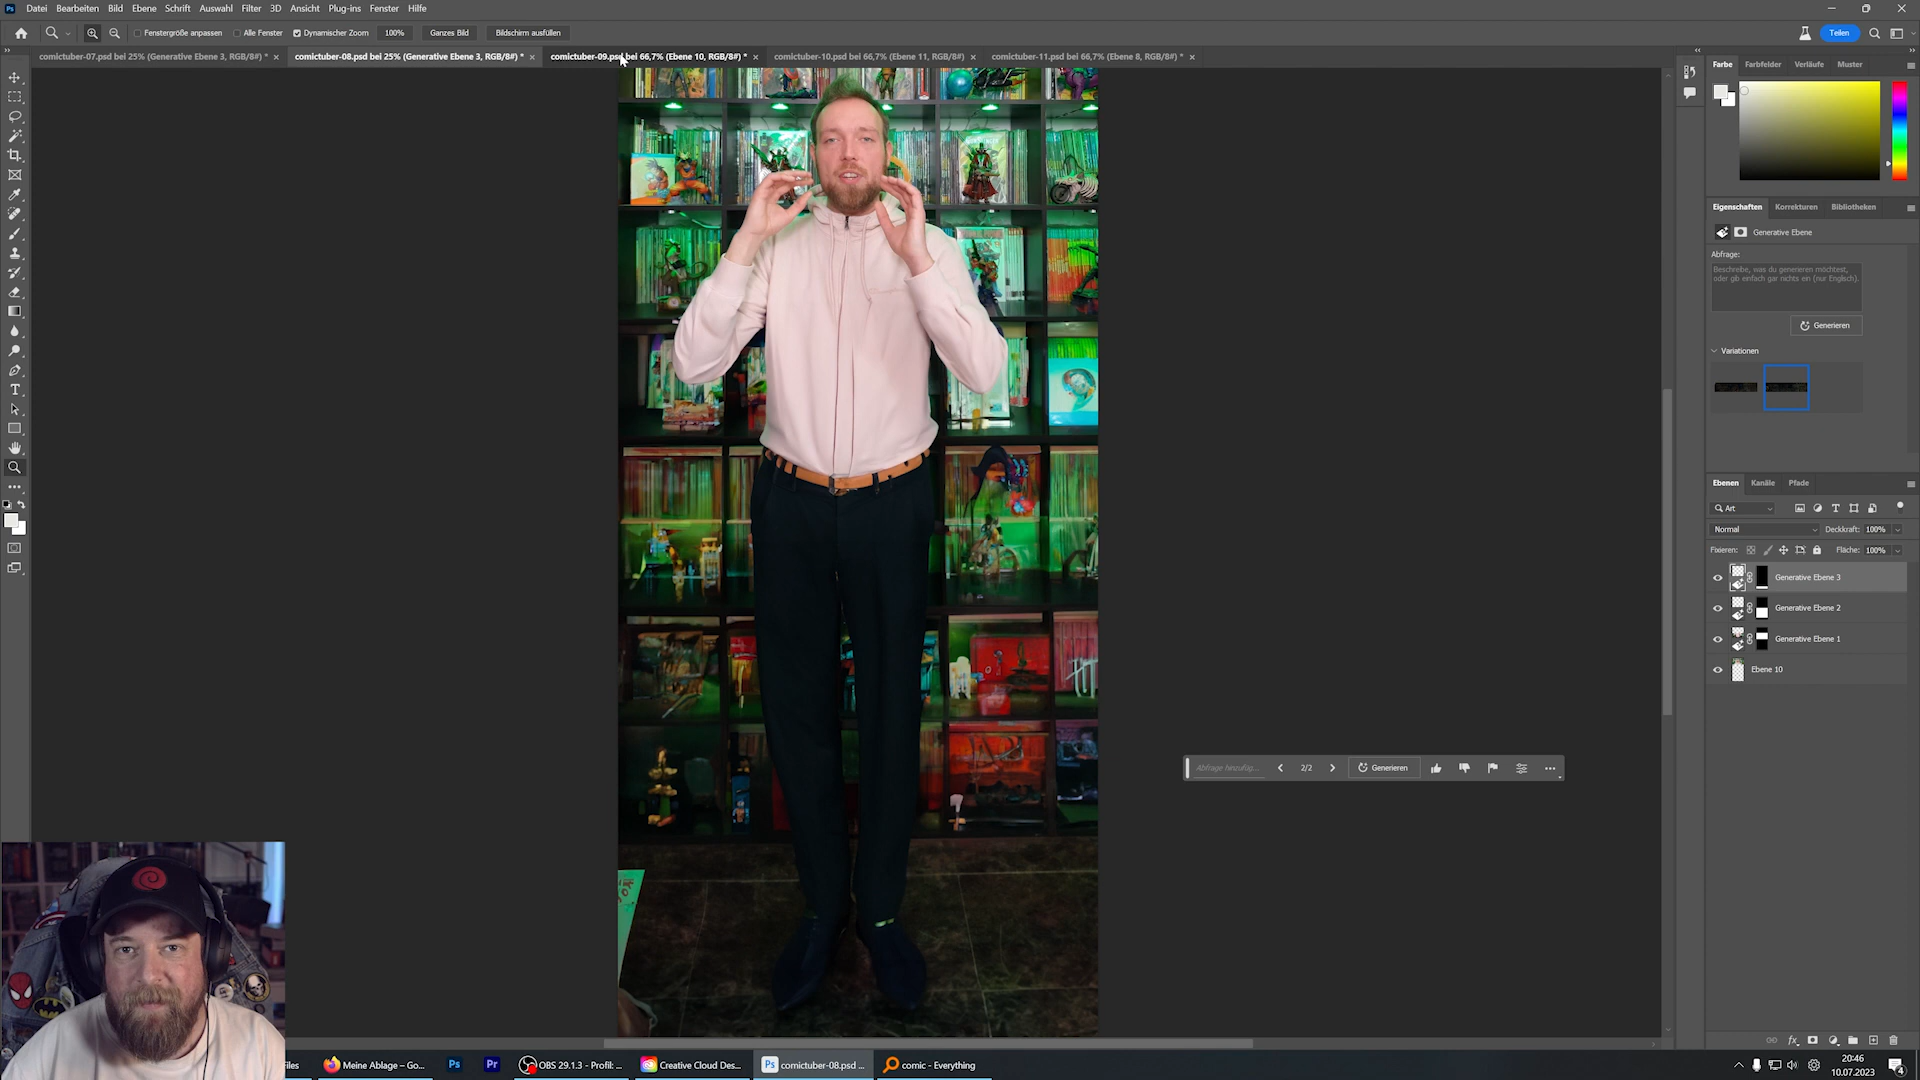 Datei Bearbeiten Bild Ebene Schrift Auswahl Filter 3D Ansicht Plug-ins Fenster Hilfe
Fenstergröße anpassen Alle Fenster Dynamischer Zoom 100% Ganzes Bild Bildschirm ausfüllen Teilen
comictuber-07.psd bei 25% (Generative Ebene 3, RGB/8#) * × comictuber-08.psd bei 25% (Generative Ebene 3, RGB/8#) * × comictuber-09.psd bei 66,7% (Ebene 10, RGB/8#) * × comictuber-10.psd bei 66,7% (Ebene 11, RGB/8#) × comictuber-11.psd bei 66,7% (Ebene 8, RGB/8#) * ×
Farbe Farbfelder Verläufe Muster
Eigenschaften Korrekturen Bibliotheken
Generative Ebene
Abfrage:
Beschreibe, was du generieren möchtest,
oder gib einfach gar nichts ein (nur Englisch).
Generieren
Variationen
Ebenen Kanäle Pfade
Art
Normal Deckkraft: 100%
Fixieren: Fläche: 100%
Generative Ebene 3
Generative Ebene 2
Generative Ebene 1
Ebene 10
Abfrage hinzufüg... 2/2 Generieren
Files Meine Ablage – Go... Ps Pr OBS 29.1.3 - Profil: ... Creative Cloud Des... Ps comictuber-08.psd ... comic - Everything
20:46
10.07.2023
4